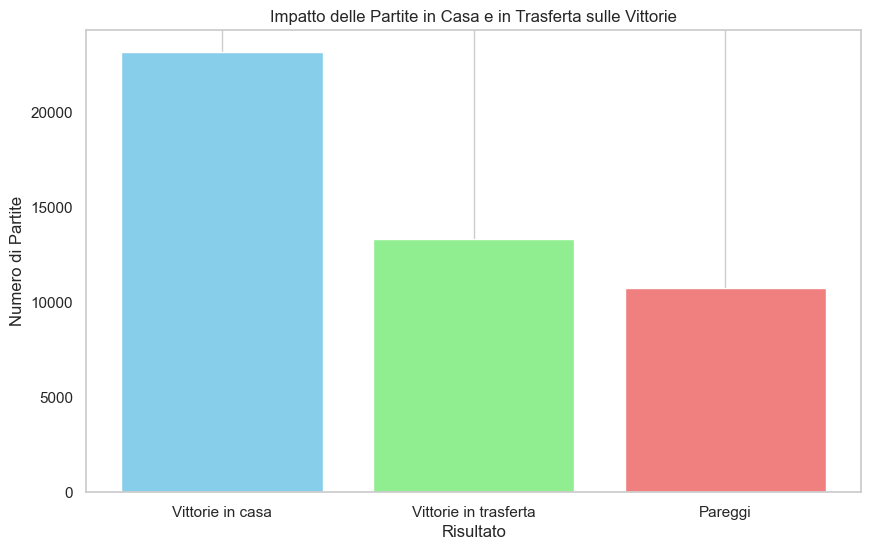 Impatto delle Partite in Casa e in Trasferta sulle Vittorie
Numero di Partite
20000
15000
10000
5000
0
Vittorie in casa
Vittorie in trasferta
Pareggi
Risultato